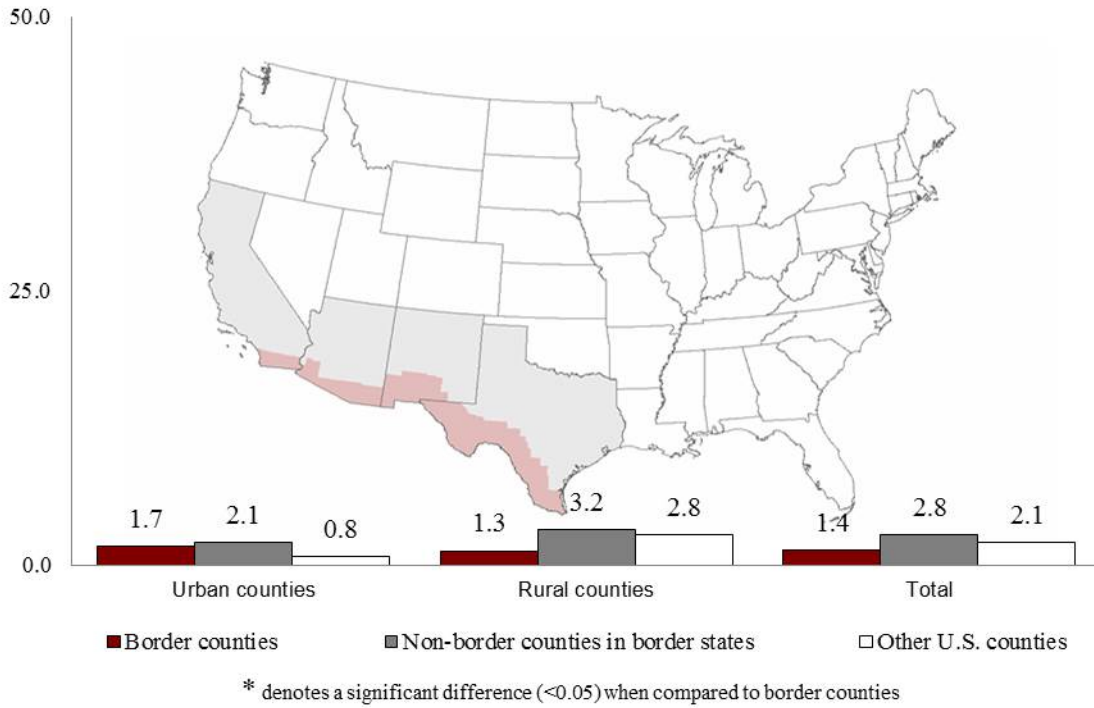 50.0
25.0
0.0
1.7 2.1 0.8 1.3 3.2 2.8 1.4 2.8 2.1
Urban counties Rural counties Total
Border counties Non-border counties in border states Other U.S. counties
* denotes a significant difference (<0.05) when compared to border counties